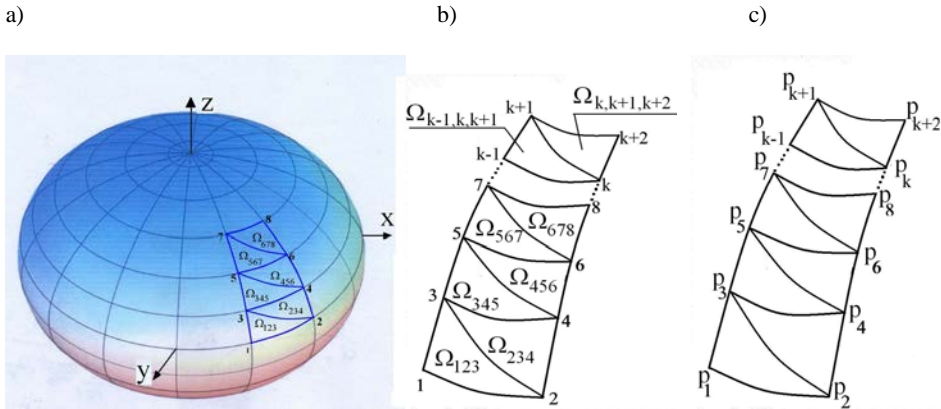 a)
b)
c)
Z
X
y
8
7
Ω678
6
Ω567
5
Ω456
4
Ω345
3
Ω234
2
Ω123
1
Ωk-1,k,k+1
k+1
Ωk,k+1,k+2
k+2
k-1
k
7
8
Ω567
Ω678
5
6
Ω456
3
Ω345
4
Ω234
Ω123
1
2
pk+1
pk+2
pk-1
pk
p7
p8
p5
p6
p3
p4
p1
p2